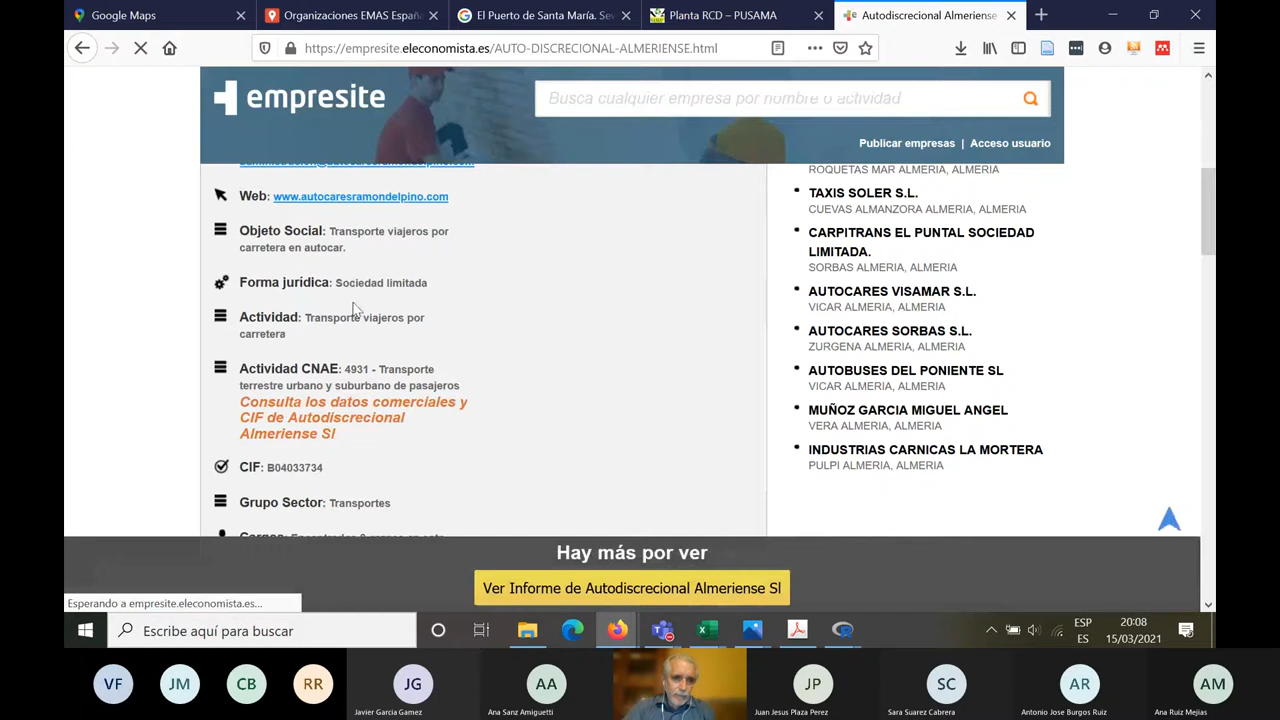 Google Maps
Organizaciones EMAS España
El Puerto de Santa María. Sev
Planta RCD – PUSAMA
Autodiscrecional Almeriense
https://empresite.eleconomista.es/AUTO-DISCRECIONAL-ALMERIENSE.html
empresite
Busca cualquier empresa por nombre o actividad
Publicar empresas | Acceso usuario
Web: www.autocaresramondelpino.com
Objeto Social: Transporte viajeros por
carretera en autocar.
Forma jurídica: Sociedad limitada
Actividad: Transporte viajeros por
carretera
Actividad CNAE: 4931 - Transporte
terrestre urbano y suburbano de pasajeros
Consulta los datos comerciales y
CIF de Autodiscrecional
Almeriense Sl
CIF: B04033734
Grupo Sector: Transportes
ROQUETAS MAR ALMERIA, ALMERIA
TAXIS SOLER S.L.
CUEVAS ALMANZORA ALMERIA, ALMERIA
CARPITRANS EL PUNTAL SOCIEDAD
LIMITADA.
SORBAS ALMERIA, ALMERIA
AUTOCARES VISAMAR S.L.
VICAR ALMERIA, ALMERIA
AUTOCARES SORBAS S.L.
ZURGENA ALMERIA, ALMERIA
AUTOBUSES DEL PONIENTE SL
VICAR ALMERIA, ALMERIA
MUÑOZ GARCIA MIGUEL ANGEL
VERA ALMERIA, ALMERIA
INDUSTRIAS CARNICAS LA MORTERA
PULPI ALMERIA, ALMERIA
Hay más por ver
Ver Informe de Autodiscrecional Almeriense Sl
Esperando a empresite.eleconomista.es...
Escribe aquí para buscar
ESP
ES
20:08
15/03/2021
VF
JM
CB
RR
JG
Javier Garcia Gamez
AA
Ana Sanz Amiguetti
JP
Juan Jesus Plaza Perez
SC
Sara Suarez Cabrera
AR
Antonio Jose Burgos Ruiz
AM
Ana Ruiz Mejias